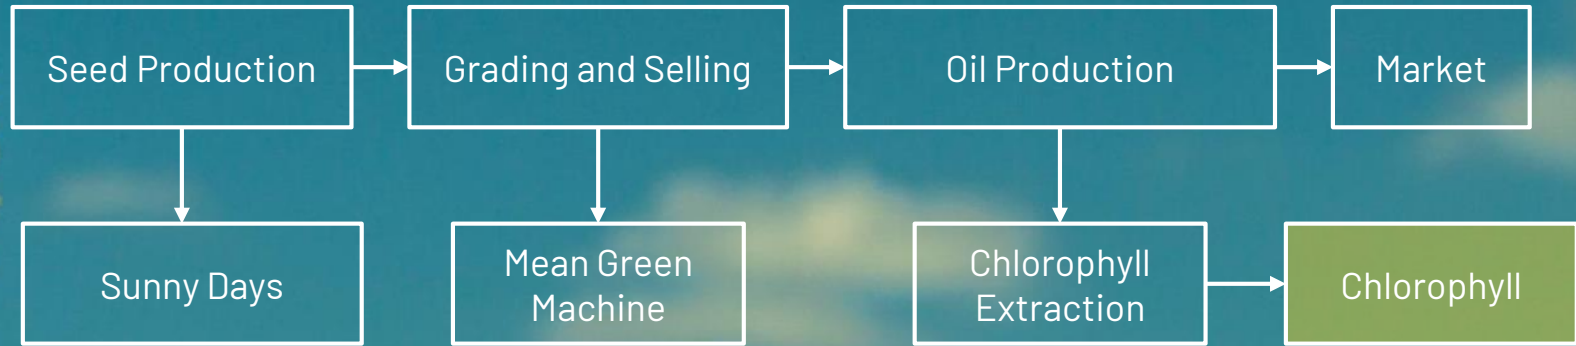 Seed Production
Grading and Selling
Oil Production
Market
Sunny Days
Mean Green
Machine
Chlorophyll
Extraction
Chlorophyll